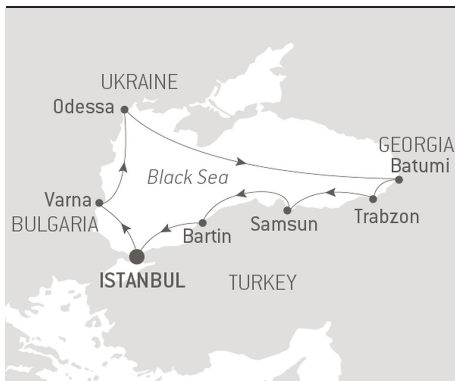 UKRAINE
Odessa
GEORGIA
Batumi
Black Sea
Varna
BULGARIA
Trabzon
Samsun
Bartin
ISTANBUL
TURKEY